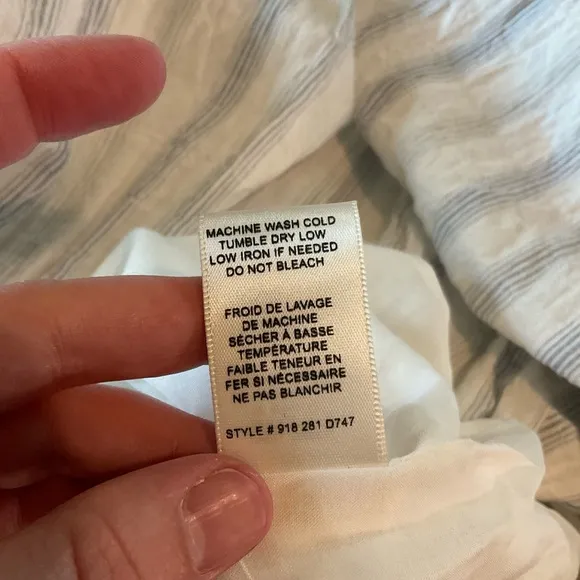 MACHINE WASH COLD
TUMBLE DRY LOW
LOW IRON IF NEEDED
DO NOT BLEACH
FROID DE LAVAGE
DE MACHINE
SÉCHER À BASSE
TEMPÉRATURE
FAIBLE TENEUR EN
FER SI NÉCESSAIRE
NE PAS BLANCHIR
STYLE # 918 281 D747